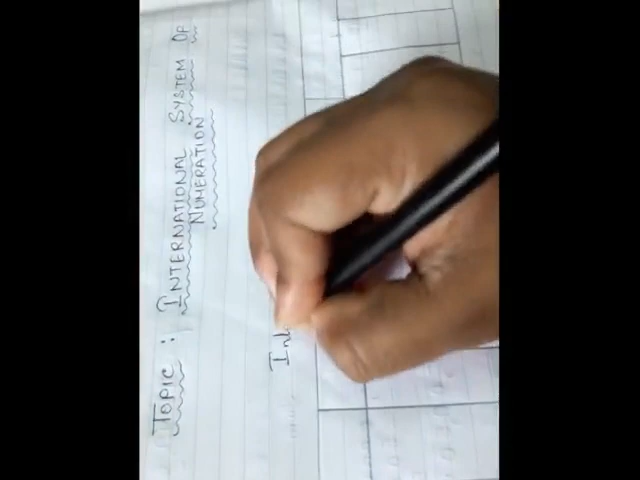 TOPIC : INTERNATIONAL SYSTEM OF
NUMERATION